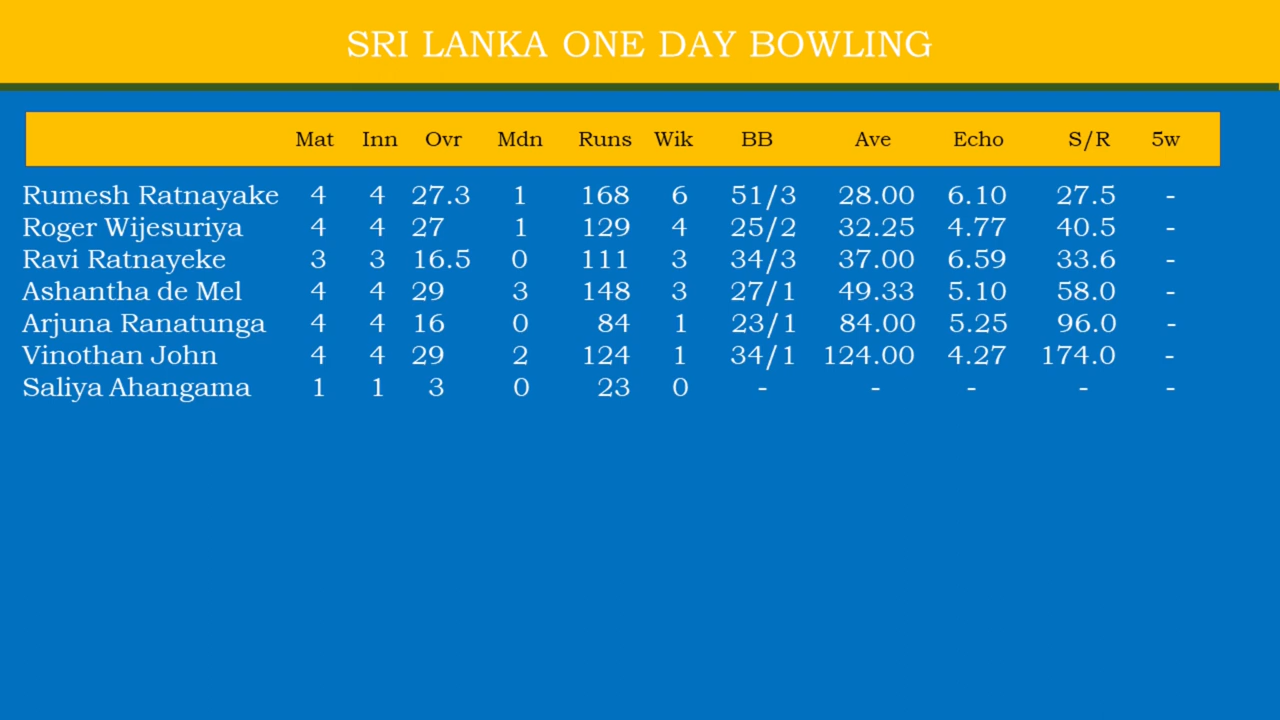 SRI LANKA ONE DAY BOWLING
Mat Inn Ovr Mdn Runs Wik BB Ave Echo S/R 5w
Rumesh Ratnayake 4 4 27.3 1 168 6 51/3 28.00 6.10 27.5 -
Roger Wijesuriya 4 4 27 1 129 4 25/2 32.25 4.77 40.5 -
Ravi Ratnayeke 3 3 16.5 0 111 3 34/3 37.00 6.59 33.6 -
Ashantha de Mel 4 4 29 3 148 3 27/1 49.33 5.10 58.0 -
Arjuna Ranatunga 4 4 16 0 84 1 23/1 84.00 5.25 96.0 -
Vinothan John 4 4 29 2 124 1 34/1 124.00 4.27 174.0 -
Saliya Ahangama 1 1 3 0 23 0 - - - - -